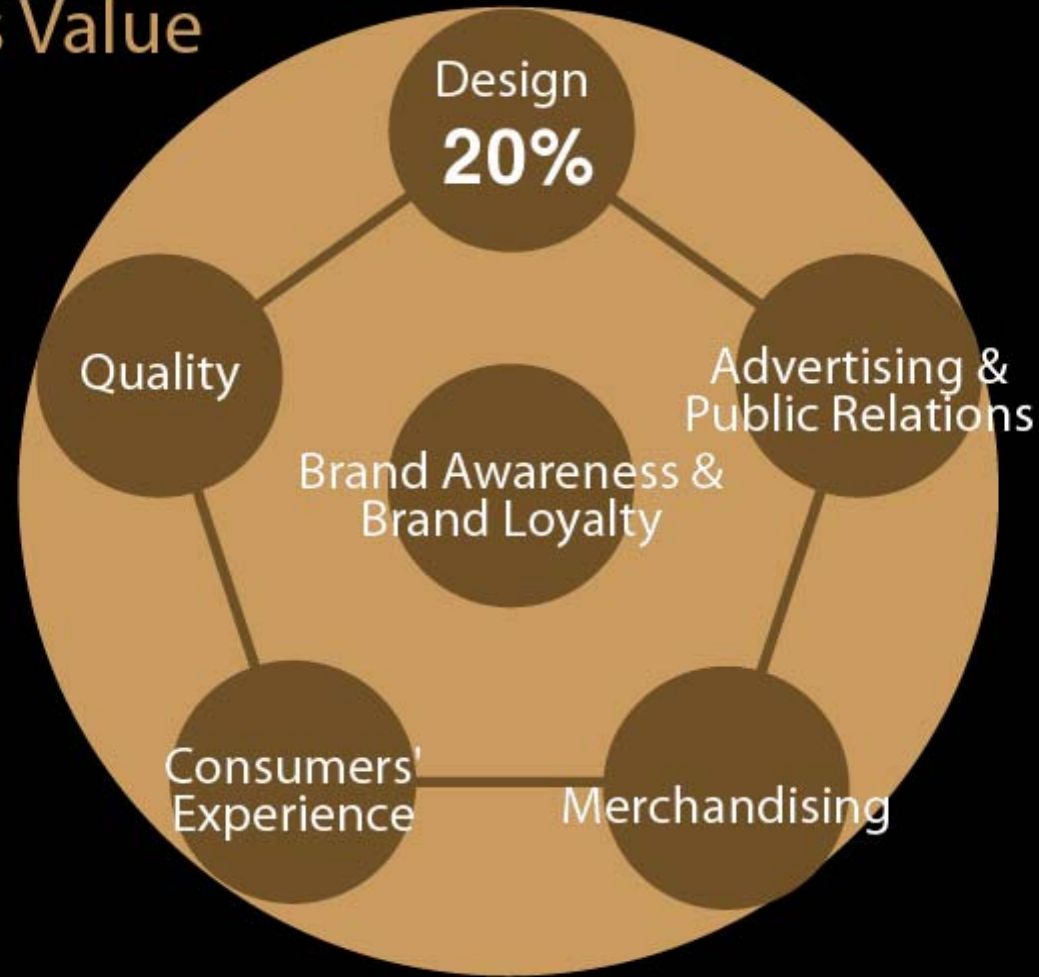 Value
Design
20%
Quality
Advertising &
Public Relations
Brand Awareness &
Brand Loyalty
Consumers'
Experience
Merchandising